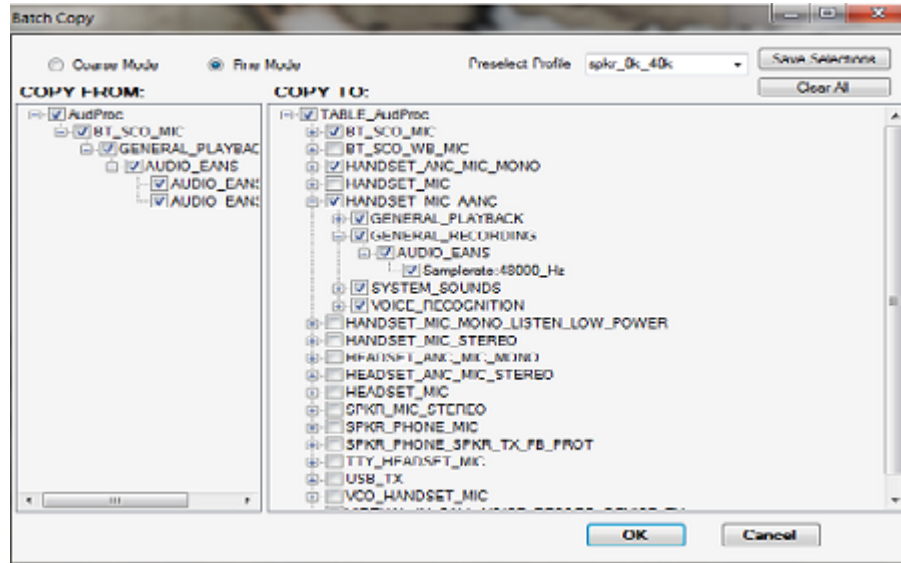 Batch Copy
Coarse Mode
Fine Mode
Preselect Profile
spkr_8k_48k
Save Selections
Clear All
COPY FROM:
COPY TO:
AudProc
BT_SCO_MIC
GENERAL_PLAYBAC
AUDIO_EANS
AUDIO_EANS
AUDIO_EANS
TABLE_AudProc
BT_SCO_MIC
BT_SCO_WB_MIC
HANDSET_ANC_MIC_MONO
HANDSET_MIC
HANDSET_MIC_AANC
GENERAL_PLAYBACK
GENERAL_RECORDING
AUDIO_EANS
Samplerate:48000_Hz
SYSTEM_SOUNDS
VOICE_RECOGNITION
HANDSET_MIC_MONO_LISTEN_LOW_POWER
HANDSET_MIC_STEREO
HEADSET_ANC_MIC_MONO
HEADSET_ANC_MIC_STEREO
HEADSET_MIC
SPKR_MIC_STEREO
SPKR_PHONE_MIC
SPKR_PHONE_SPKR_TX_FB_PROT
TTY_HEADSET_MIC
USB_TX
VCO_HANDSET_MIC
OK
Cancel